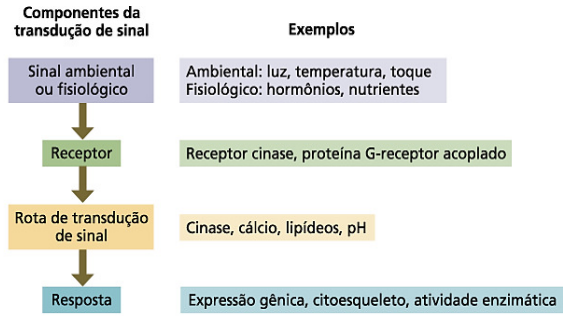 Componentes da
transdução de sinal
Exemplos
Sinal ambiental
ou fisiológico
Ambiental: luz, temperatura, toque
Fisiológico: hormônios, nutrientes
Receptor
Receptor cinase, proteína G-receptor acoplado
Rota de transdução
de sinal
Cinase, cálcio, lipídeos, pH
Resposta
Expressão gênica, citoesqueleto, atividade enzimática